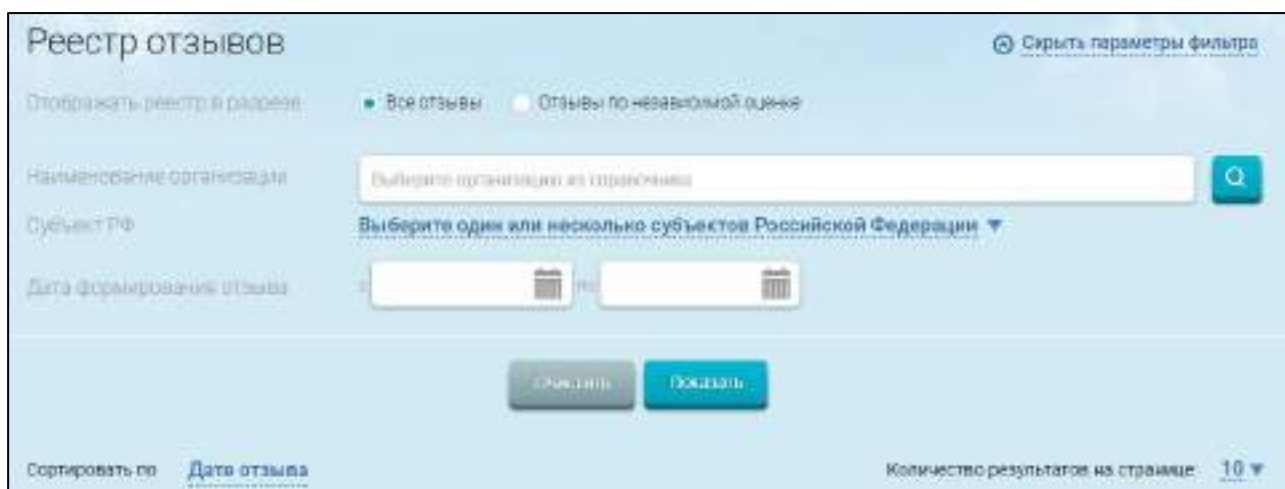 Реестр отзывов
Скрыть параметры фильтра
Отображать реестр в разрезе
Все отзывы
Отзывы по независимой оценке
Наименование организации
Выберите организацию из справочника
Субъект РФ
Выберите один или несколько субъектов Российской Федерации
Дата формирования отзыва
с
по
Очистить
Показать
Сортировать по
Дате отзыва
Количество результатов на странице
10